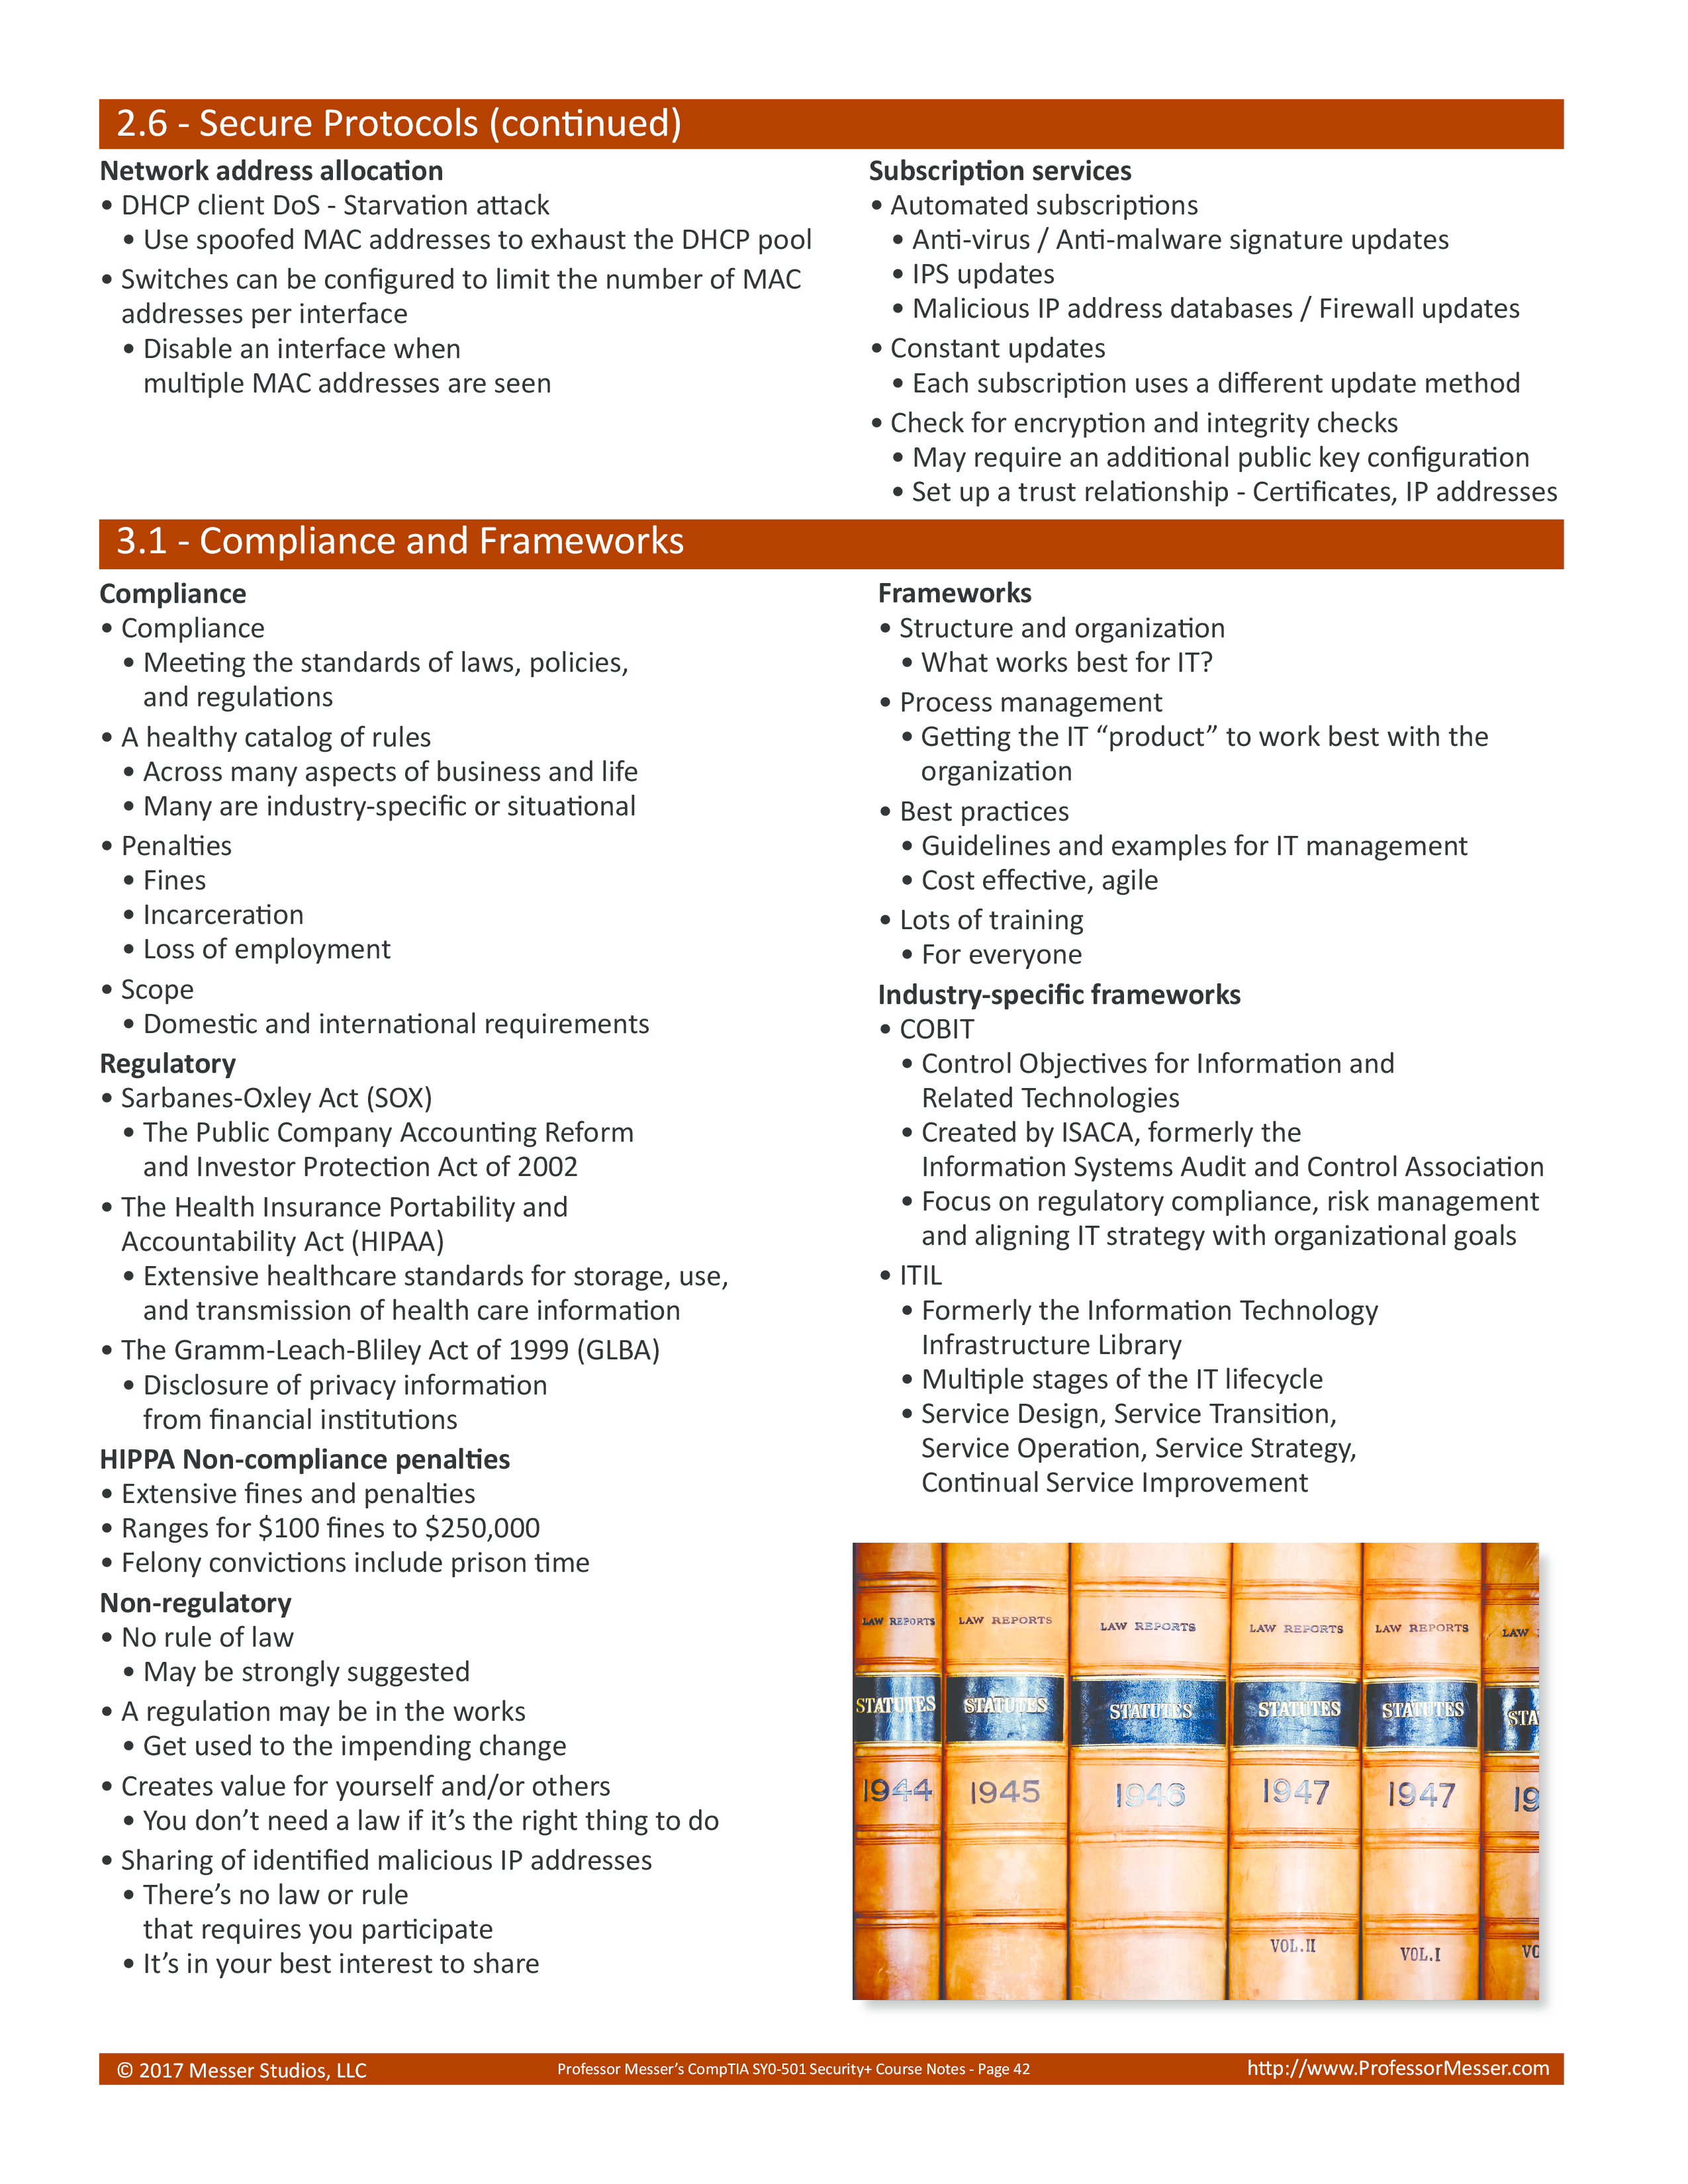 2.6 - Secure Protocols (continued)
Network address allocation
• DHCP client DoS - Starvation attack
• Use spoofed MAC addresses to exhaust the DHCP pool
• Switches can be configured to limit the number of MAC
addresses per interface
• Disable an interface when
multiple MAC addresses are seen
Subscription services
• Automated subscriptions
• Anti-virus / Anti-malware signature updates
• IPS updates
• Malicious IP address databases / Firewall updates
• Constant updates
• Each subscription uses a different update method
• Check for encryption and integrity checks
• May require an additional public key configuration
• Set up a trust relationship - Certificates, IP addresses
3.1 - Compliance and Frameworks
Compliance
• Compliance
• Meeting the standards of laws, policies,
and regulations
• A healthy catalog of rules
• Across many aspects of business and life
• Many are industry-specific or situational
• Penalties
• Fines
• Incarceration
• Loss of employment
• Scope
• Domestic and international requirements
Regulatory
• Sarbanes-Oxley Act (SOX)
• The Public Company Accounting Reform
and Investor Protection Act of 2002
• The Health Insurance Portability and
Accountability Act (HIPAA)
• Extensive healthcare standards for storage, use,
and transmission of health care information
• The Gramm-Leach-Bliley Act of 1999 (GLBA)
• Disclosure of privacy information
from financial institutions
HIPPA Non-compliance penalties
• Extensive fines and penalties
• Ranges for $100 fines to $250,000
• Felony convictions include prison time
Non-regulatory
• No rule of law
• May be strongly suggested
• A regulation may be in the works
• Get used to the impending change
• Creates value for yourself and/or others
• You don’t need a law if it’s the right thing to do
• Sharing of identified malicious IP addresses
• There’s no law or rule
that requires you participate
• It’s in your best interest to share
Frameworks
• Structure and organization
• What works best for IT?
• Process management
• Getting the IT “product” to work best with the
organization
• Best practices
• Guidelines and examples for IT management
• Cost effective, agile
• Lots of training
• For everyone
Industry-specific frameworks
• COBIT
• Control Objectives for Information and
Related Technologies
• Created by ISACA, formerly the
Information Systems Audit and Control Association
• Focus on regulatory compliance, risk management
and aligning IT strategy with organizational goals
• ITIL
• Formerly the Information Technology
Infrastructure Library
• Multiple stages of the IT lifecycle
• Service Design, Service Transition,
Service Operation, Service Strategy,
Continual Service Improvement
LAW REPORTS LAW REPORTS LAW REPORTS LAW REPORTS LAW REPORTS LAW
STATUTES STATUTES STATUTES STATUTES STATUTES STA
1944 1945 1946 1947 1947 19
VOL.II VOL.I VO
© 2017 Messer Studios, LLC
Professor Messer’s CompTIA SY0-501 Security+ Course Notes - Page 42
http://www.ProfessorMesser.com